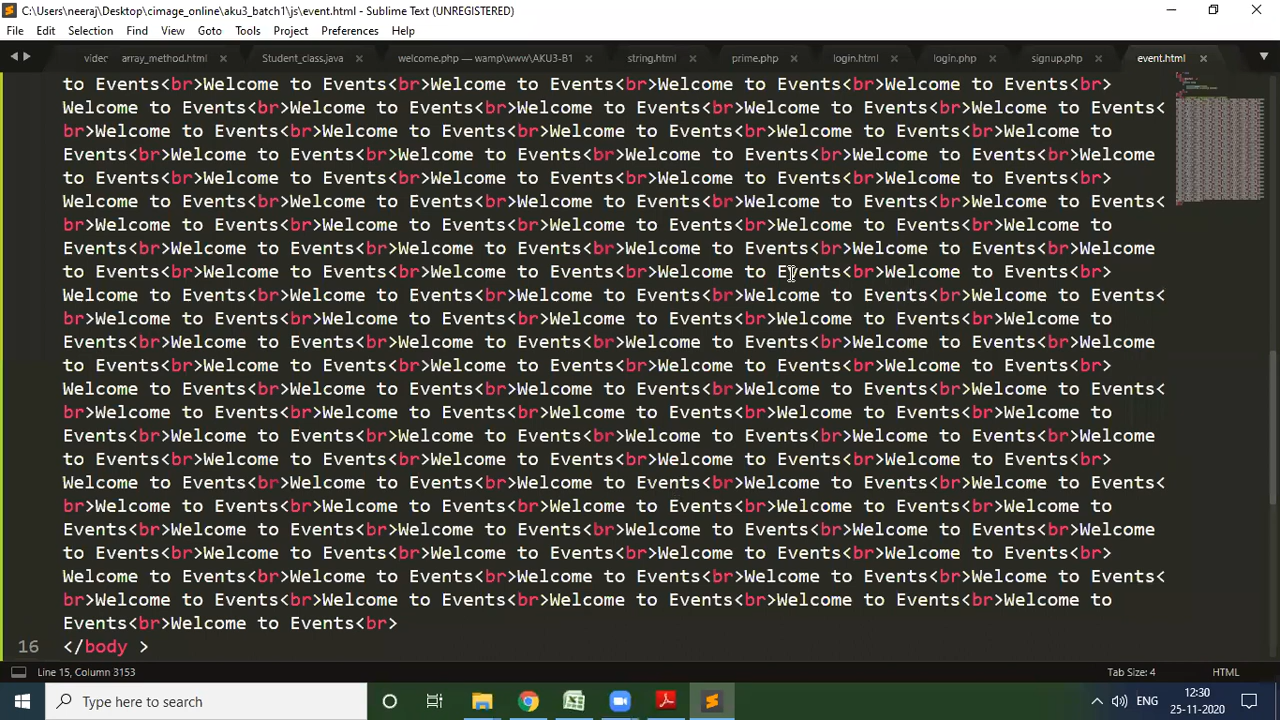 C:\Users\neeraj\Desktop\cimage_online\aku3_batch1\js\event.html - Sublime Text (UNREGISTERED)
File Edit Selection Find View Goto Tools Project Preferences Help
array_method.html Student_class.java welcome.php — wamp\www\AKU3-B1 string.html prime.php login.html login.php signup.php event.html
to Events<br>Welcome to Events<br>Welcome to Events<br>Welcome to Events<br>Welcome to Events<br>
Welcome to Events<br>Welcome to Events<br>Welcome to Events<br>Welcome to Events<br>Welcome to Events<
br>Welcome to Events<br>Welcome to Events<br>Welcome to Events<br>Welcome to Events<br>Welcome to
Events<br>Welcome to Events<br>Welcome to Events<br>Welcome to Events<br>Welcome to Events<br>Welcome
to Events<br>Welcome to Events<br>Welcome to Events<br>Welcome to Events<br>Welcome to Events<br>
Welcome to Events<br>Welcome to Events<br>Welcome to Events<br>Welcome to Events<br>Welcome to Events<
br>Welcome to Events<br>Welcome to Events<br>Welcome to Events<br>Welcome to Events<br>Welcome to
Events<br>Welcome to Events<br>Welcome to Events<br>Welcome to Events<br>Welcome to Events<br>Welcome
to Events<br>Welcome to Events<br>Welcome to Events<br>Welcome to Events<br>Welcome to Events<br>
Welcome to Events<br>Welcome to Events<br>Welcome to Events<br>Welcome to Events<br>Welcome to Events<
br>Welcome to Events<br>Welcome to Events<br>Welcome to Events<br>Welcome to Events<br>Welcome to
Events<br>Welcome to Events<br>Welcome to Events<br>Welcome to Events<br>Welcome to Events<br>Welcome
to Events<br>Welcome to Events<br>Welcome to Events<br>Welcome to Events<br>Welcome to Events<br>
Welcome to Events<br>Welcome to Events<br>Welcome to Events<br>Welcome to Events<br>Welcome to Events<
br>Welcome to Events<br>Welcome to Events<br>Welcome to Events<br>Welcome to Events<br>Welcome to
Events<br>Welcome to Events<br>Welcome to Events<br>Welcome to Events<br>Welcome to Events<br>Welcome
to Events<br>Welcome to Events<br>Welcome to Events<br>Welcome to Events<br>Welcome to Events<br>
Welcome to Events<br>Welcome to Events<br>Welcome to Events<br>Welcome to Events<br>Welcome to Events<
br>Welcome to Events<br>Welcome to Events<br>Welcome to Events<br>Welcome to Events<br>Welcome to
Events<br>Welcome to Events<br>Welcome to Events<br>Welcome to Events<br>Welcome to Events<br>Welcome
to Events<br>Welcome to Events<br>Welcome to Events<br>Welcome to Events<br>Welcome to Events<br>
Welcome to Events<br>Welcome to Events<br>Welcome to Events<br>Welcome to Events<br>Welcome to Events<
br>Welcome to Events<br>Welcome to Events<br>Welcome to Events<br>Welcome to Events<br>Welcome to
Events<br>Welcome to Events<br>
16 </body >
Line 15, Column 3153 Tab Size: 4 HTML
Type here to search ENG 12:30
25-11-2020